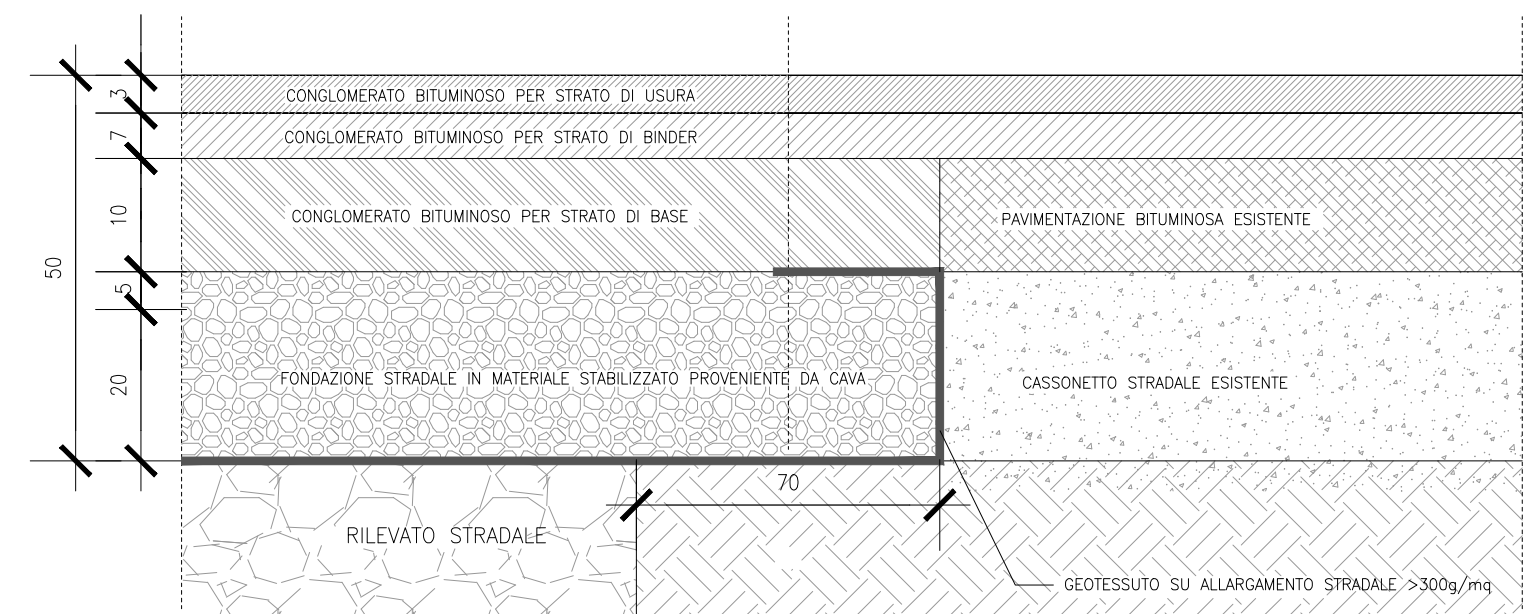 3
CONGLOMERATO BITUMINOSO PER STRATO DI USURA
7
CONGLOMERATO BITUMINOSO PER STRATO DI BINDER
10
CONGLOMERATO BITUMINOSO PER STRATO DI BASE
PAVIMENTAZIONE BITUMINOSA ESISTENTE
50
5
20
FONDAZIONE STRADALE IN MATERIALE STABILIZZATO PROVENIENTE DA CAVA
CASSONETTO STRADALE ESISTENTE
70
RILEVATO STRADALE
GEOTESSUTO SU ALLARGAMENTO STRADALE >300g/mq